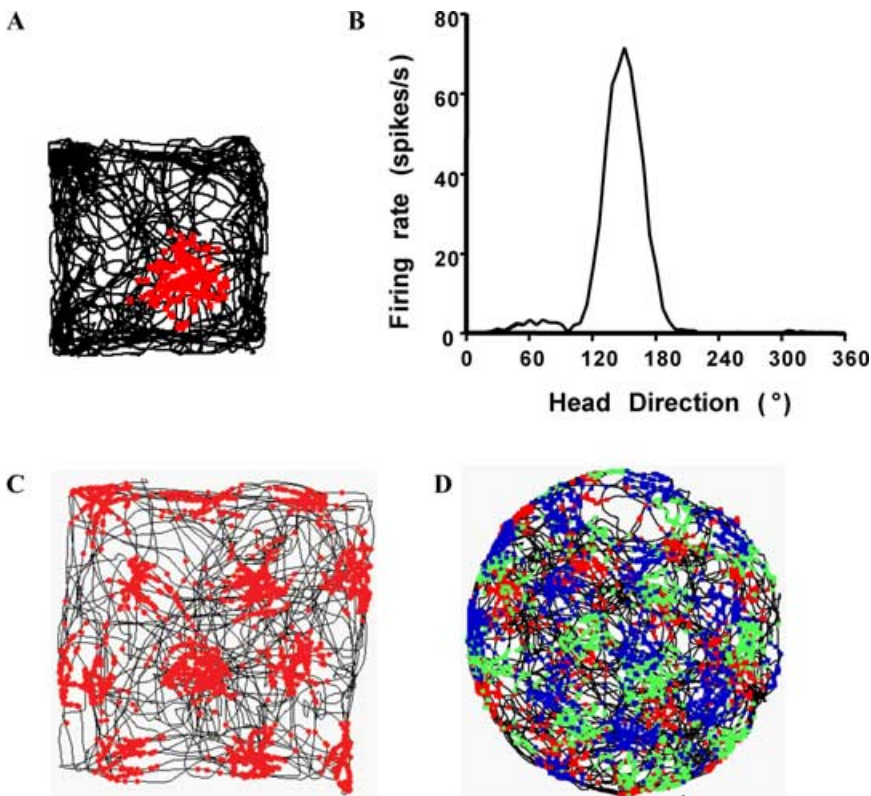 A
B
80
60
40
20
0
Firing rate (spikes/s)
0 60 120 180 240 300 360
Head Direction (°)
C
D